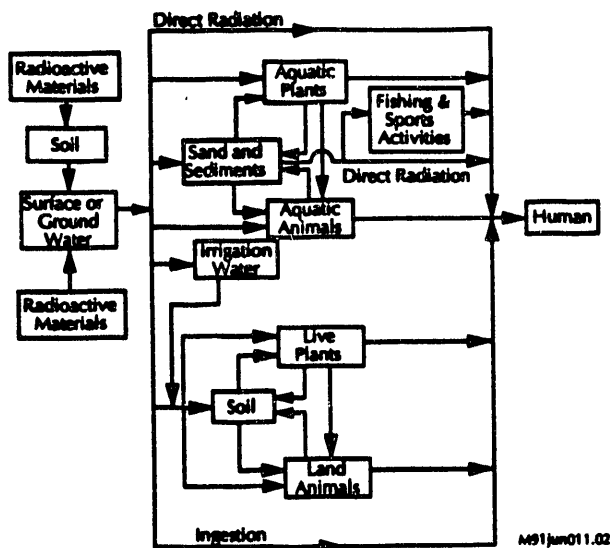 Direct Radiation
Radioactive
Materials
Soil
Surface or
Ground
Water
Radioactive
Materials
Aquatic
Plants
Fishing &
Sports
Activities
Sand and
Sediments
Direct Radiation
Aquatic
Animals
Human
Irrigation
Water
Live
Plants
Soil
Land
Animals
Ingestion
M91jun011.02